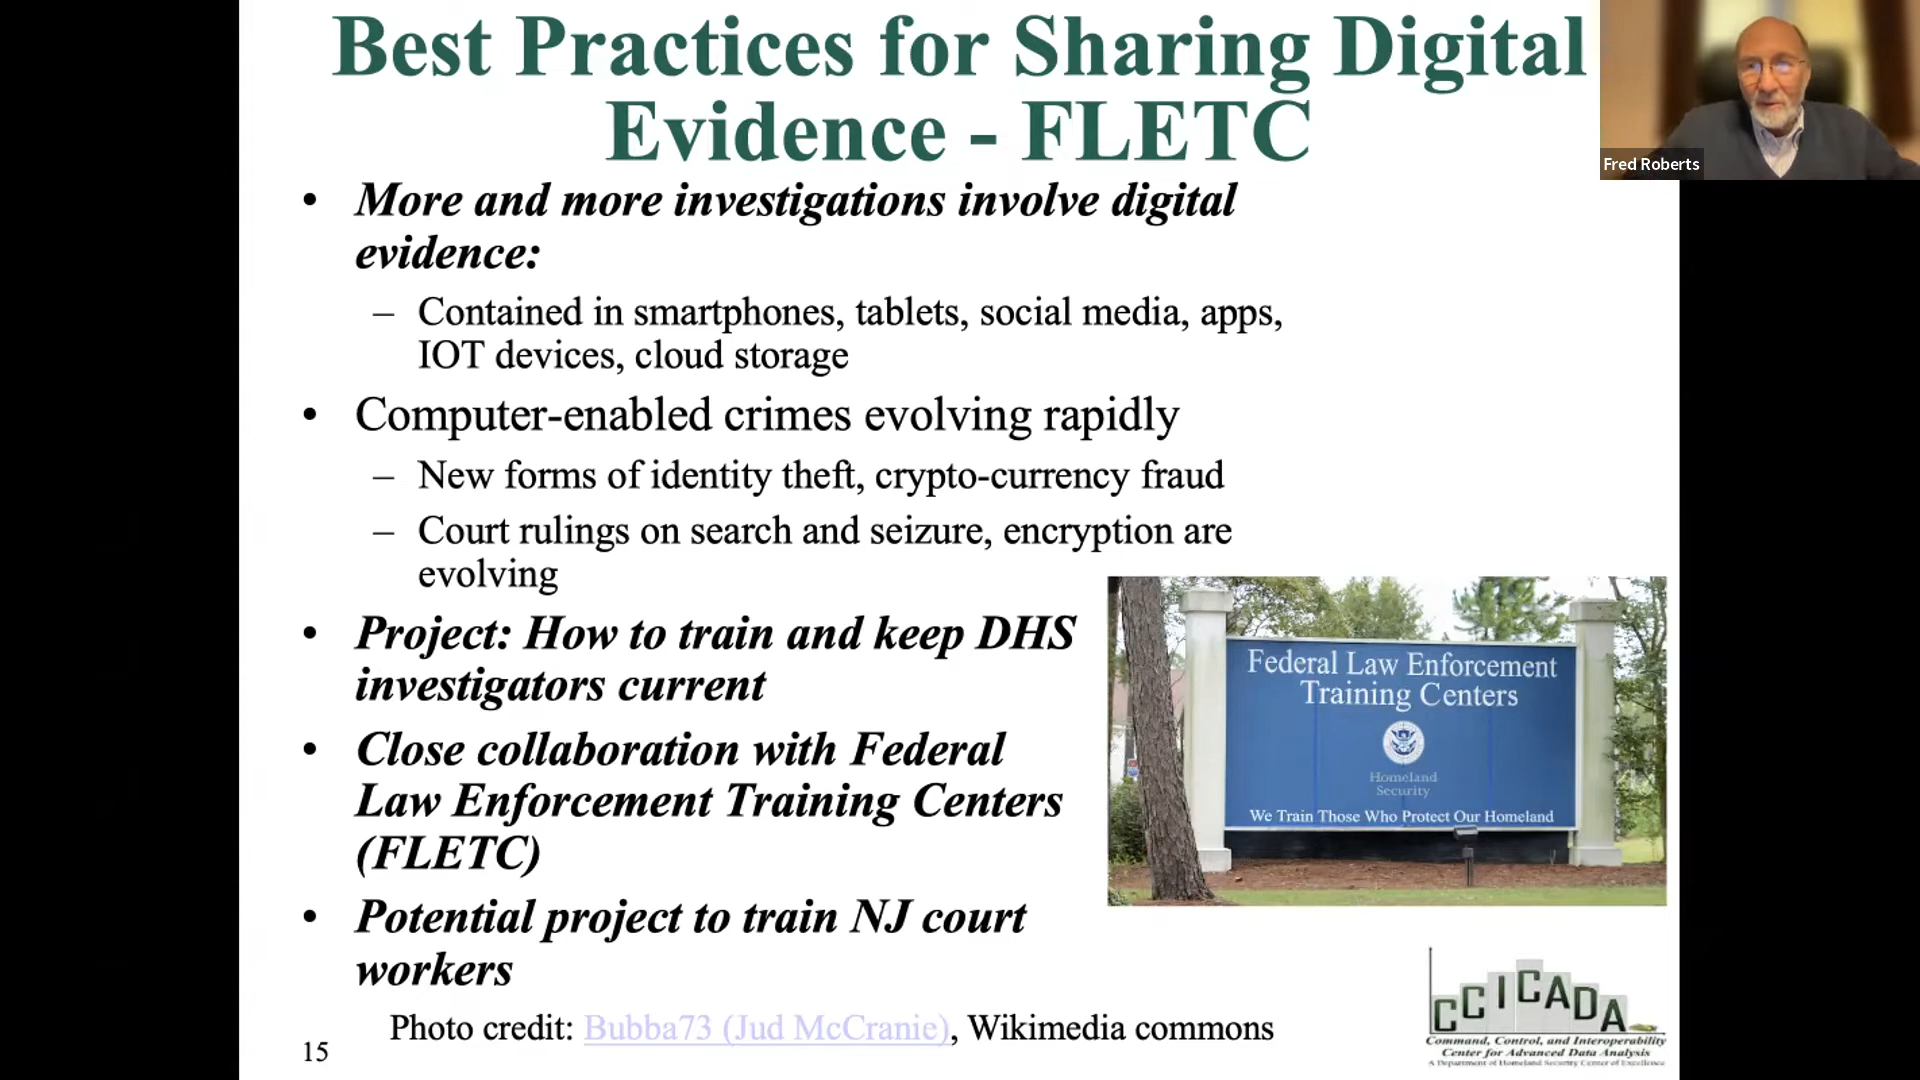 Best Practices for Sharing Digital
Evidence - FLETC
Fred Roberts
• More and more investigations involve digital
evidence:
– Contained in smartphones, tablets, social media, apps,
IOT devices, cloud storage
• Computer-enabled crimes evolving rapidly
– New forms of identity theft, crypto-currency fraud
– Court rulings on search and seizure, encryption are
evolving
• Project: How to train and keep DHS
investigators current
• Close collaboration with Federal
Law Enforcement Training Centers
(FLETC)
• Potential project to train NJ court
workers
Federal Law Enforcement
Training Centers
Homeland
Security
We Train Those Who Protect Our Homeland
Photo credit: Bubba73 (Jud McCranie), Wikimedia commons
15
CCICADA
Command, Control, and Interoperability
Center for Advanced Data Analysis
A Department of Homeland Security Center of Excellence